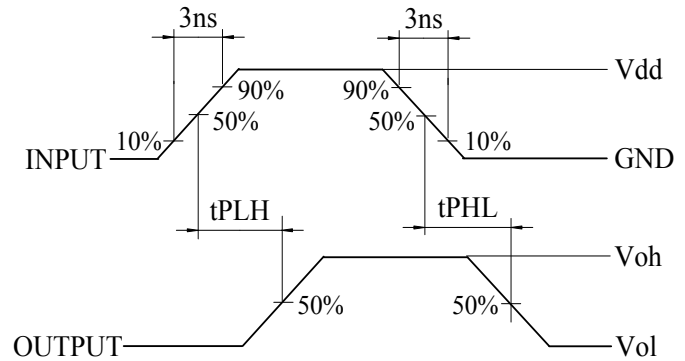 3ns 3ns
Vdd
90% 90%
50% 50%
10% 10%
INPUT GND
tPLH tPHL
Voh
50% 50%
OUTPUT Vol